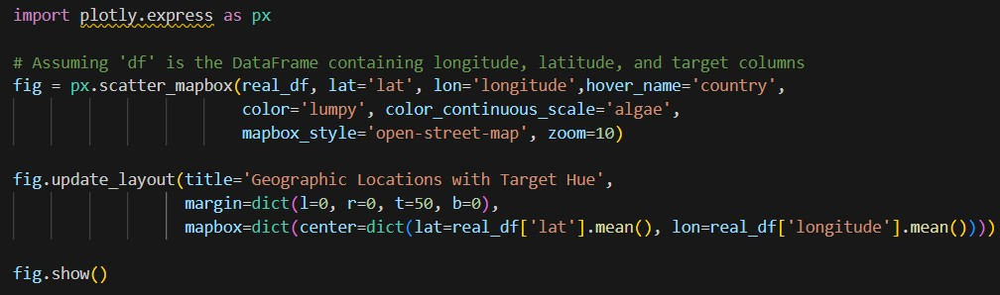 import plotly.express as px
# Assuming 'df' is the DataFrame containing longitude, latitude, and target columns
fig = px.scatter_mapbox(real_df, lat='lat', lon='longitude',hover_name='country',
color='lumpy', color_continuous_scale='algae',
mapbox_style='open-street-map', zoom=10)
fig.update_layout(title='Geographic Locations with Target Hue',
margin=dict(l=0, r=0, t=50, b=0),
mapbox=dict(center=dict(lat=real_df['lat'].mean(), lon=real_df['longitude'].mean())))
fig.show()